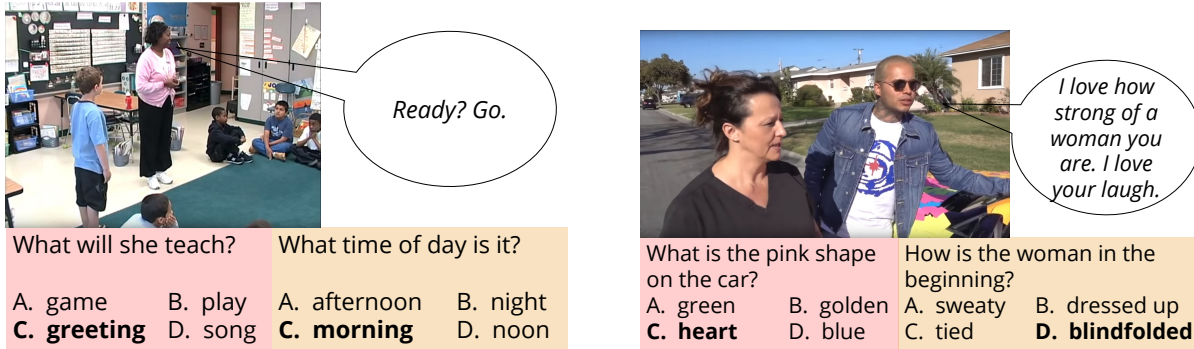 Ready? Go.
What will she teach?
A. game B. play
C. greeting D. song
What time of day is it?
A. afternoon B. night
C. morning D. noon
I love how
strong of a
woman you
are. I love
your laugh.
What is the pink shape
on the car?
A. green B. golden
C. heart D. blue
How is the woman in the
beginning?
A. sweaty B. dressed up
C. tied D. blindfolded